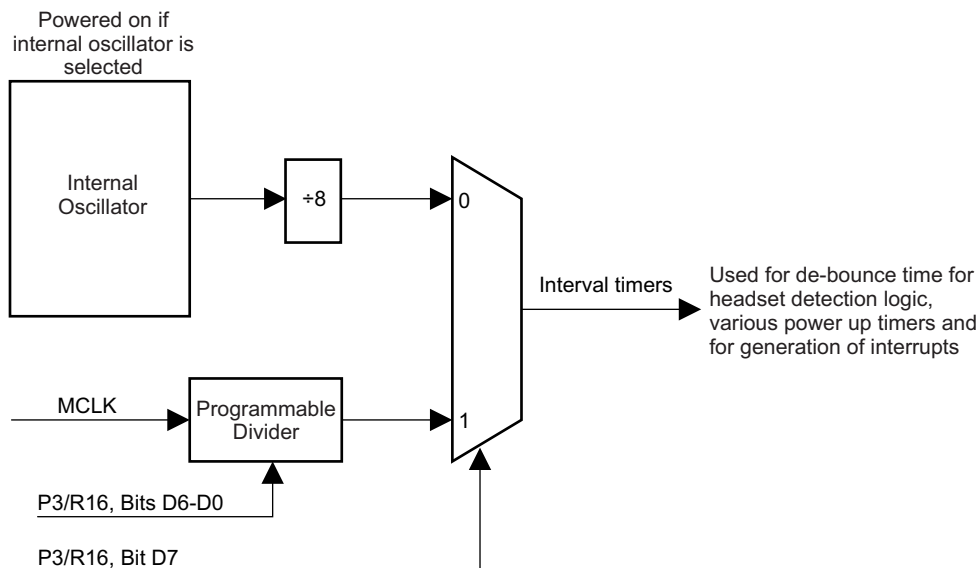 Powered on if
internal oscillator is
selected
Internal
Oscillator
÷8
0
Interval timers
Used for de-bounce time for
headset detection logic,
various power up timers and
for generation of interrupts
MCLK
Programmable
Divider
1
P3/R16, Bits D6-D0
P3/R16, Bit D7